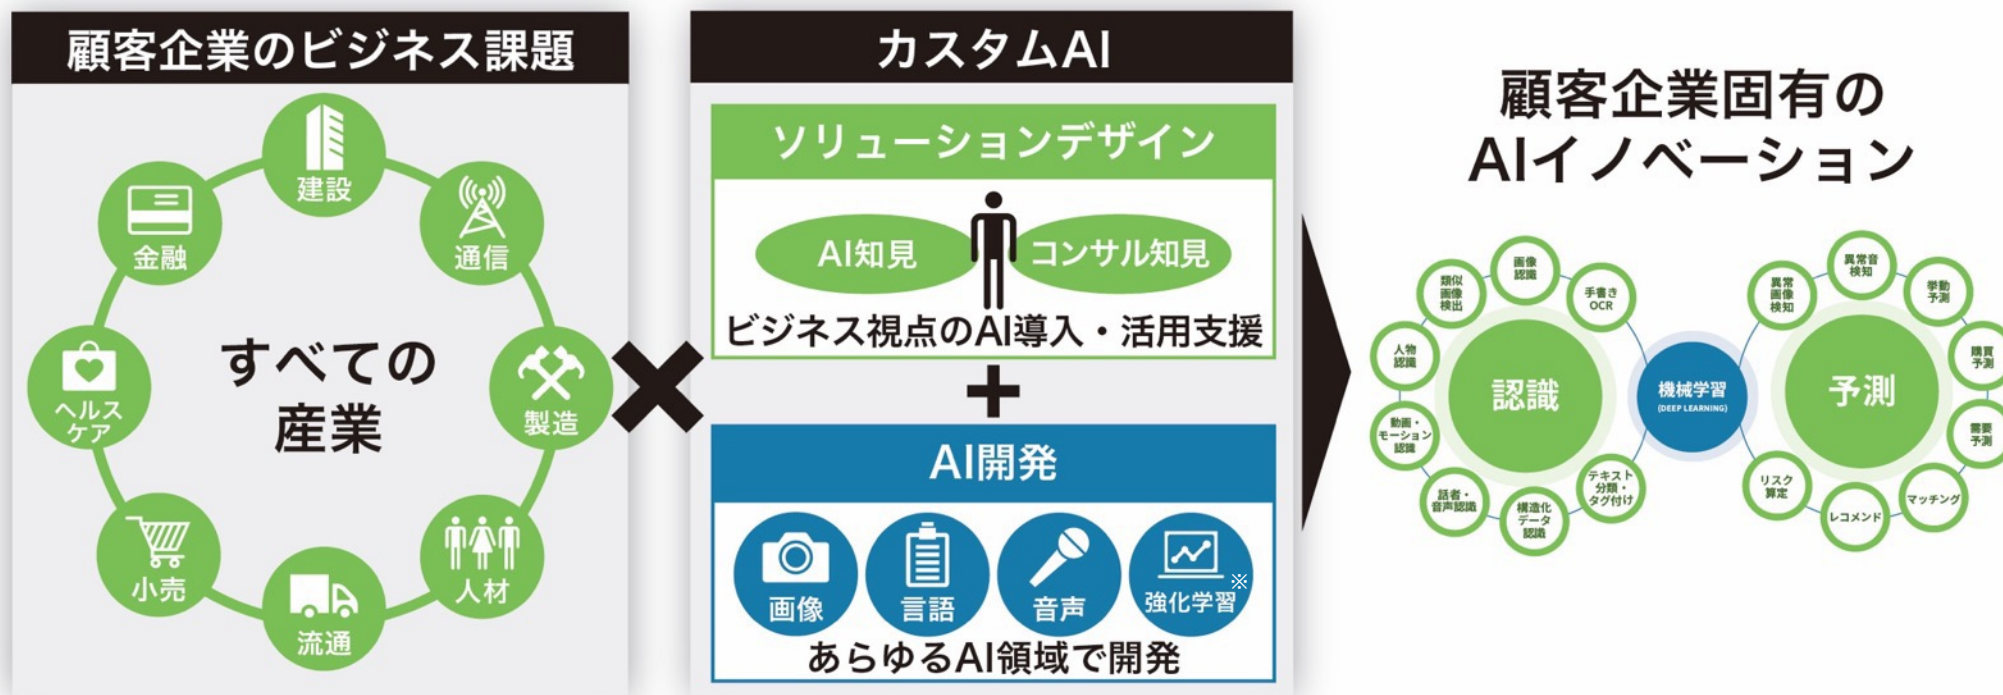 顧客企業のビジネス課題
建設
金融
通信
ヘルス
ケア
すべての
産業
製造
小売
人材
流通
カスタムAI
ソリューションデザイン
AI知見
コンサル知見
ビジネス視点のAI導入・活用支援
+
AI開発
画像
言語
音声
強化学習※
あらゆるAI領域で開発
顧客企業固有の
AIイノベーション
画像
認識
類似
画像
検出
手書き
OCR
人物
認識
認識
動画・
モーション
認識
話者・
音声認識
構造化
データ
認識
テキスト
分類・
タグ付け
機械学習
(DEEP LEARNING)
異常音
検知
異常
画像
検知
挙動
予測
購買
予測
予測
需要
予測
リスク
算定
レコメンド
マッチング